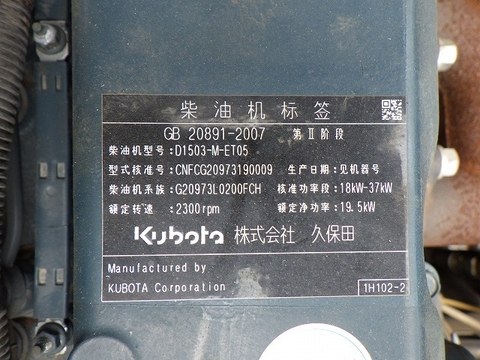 柴油机标签
GB 20891-2007 第Ⅱ阶段
柴油机型号:D1503-M-ET05
型式核准号:CNFCG20973190009 生产日期:见机器号
柴油机系族:G20973L0200FCH 核准功率段:18kW-37kW
额定转速:2300rpm 额定净功率:19.5kW
Kubota 株式会社 久保田
Manufactured by
KUBOTA Corporation
1H102-2